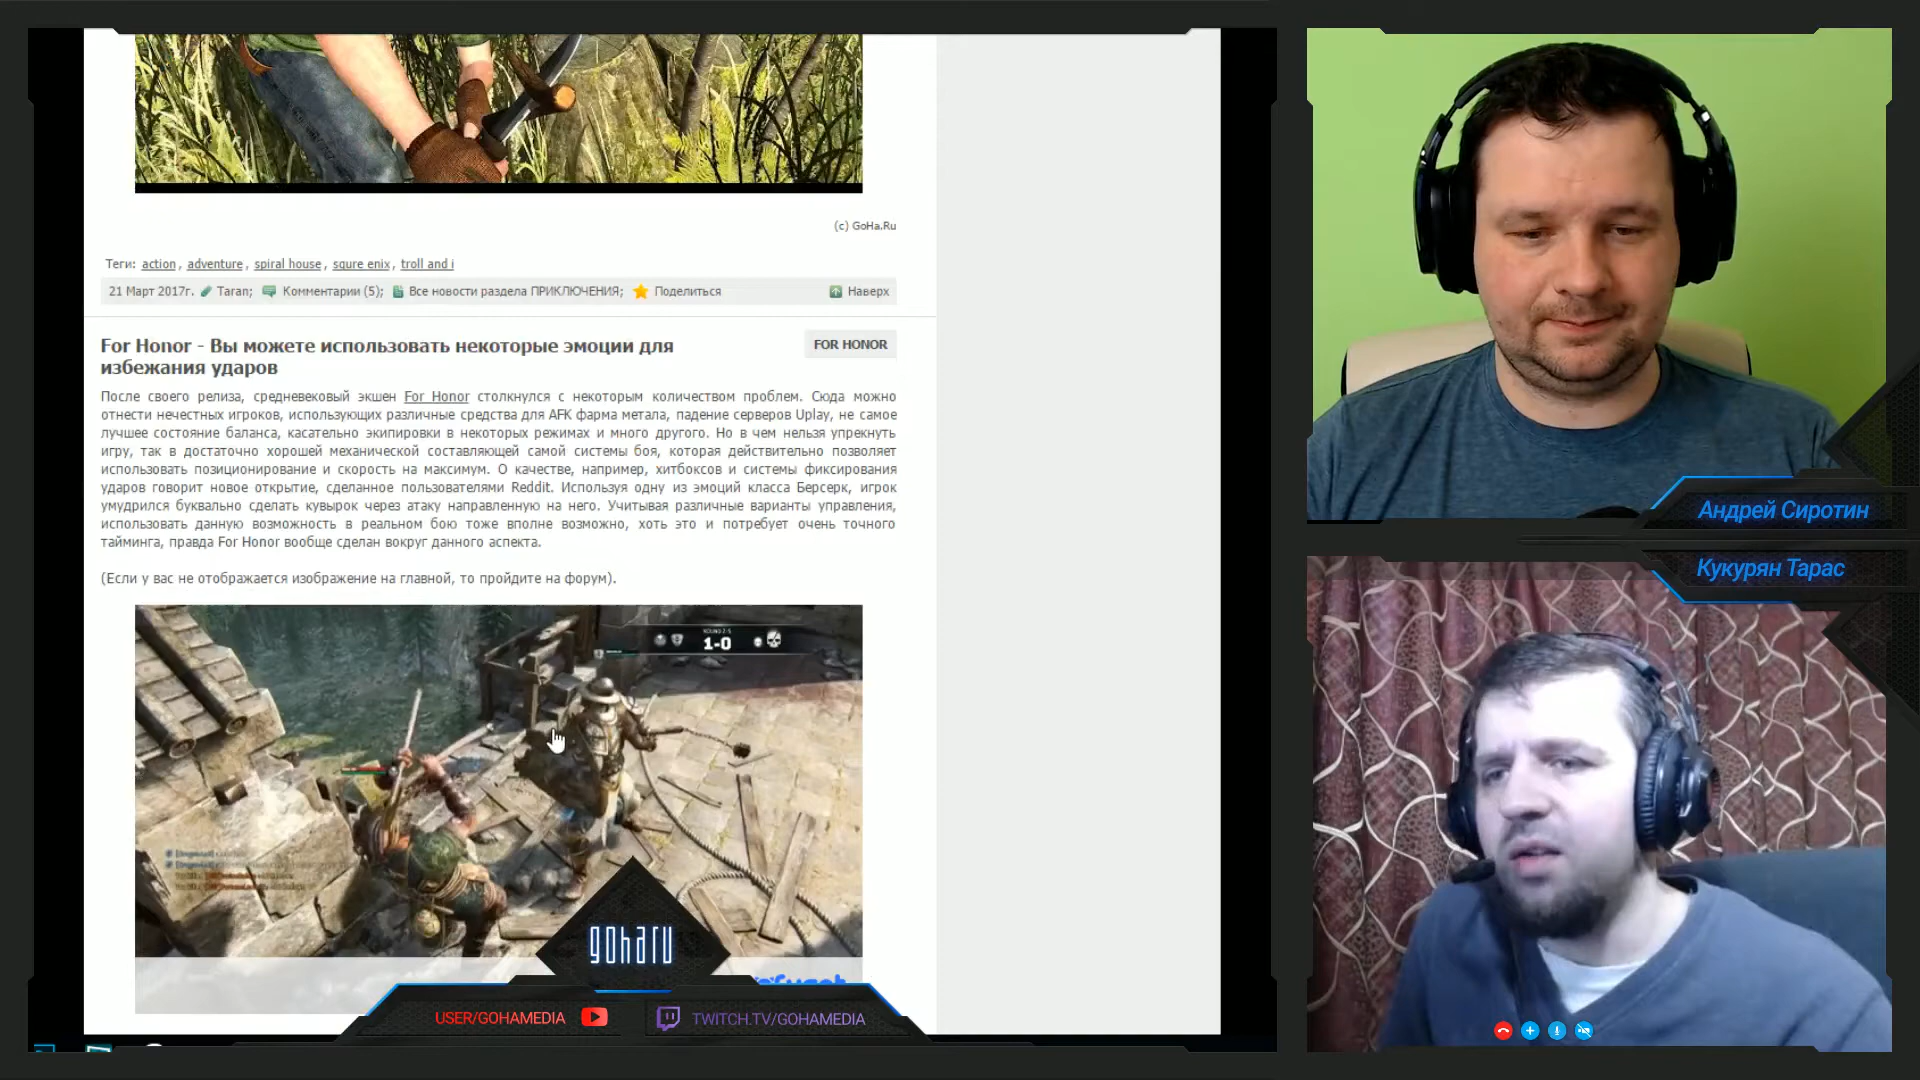 (c) GoHa.Ru
Теги: action , adventure , spiral house , squre enix , troll and i
21 Март 2017г. Taran; Комментарии (5); Все новости раздела ПРИКЛЮЧЕНИЯ; Поделиться Наверх
For Honor - Вы можете использовать некоторые эмоции для
избежания ударов
FOR HONOR
После своего релиза, средневековый экшен For Honor столкнулся с некоторым количеством проблем. Сюда можно
отнести нечестных игроков, использующих различные средства для AFK фарма метала, падение серверов Uplay, не самое
лучшее состояние баланса, касательно экипировки в некоторых режимах и много другого. Но в чем нельзя упрекнуть
игру, так в достаточно хорошей механической составляющей самой системы боя, которая действительно позволяет
использовать позиционирование и скорость на максимум. О качестве, например, хитбоксов и системы фиксирования
ударов говорит новое открытие, сделанное пользователями Reddit. Используя одну из эмоций класса Берсерк, игрок
умудрился буквально сделать кувырок через атаку направленную на него. Учитывая различные варианты управления,
использовать данную возможность в реальном бою тоже вполне возможно, хоть это и потребует очень точного
тайминга, правда For Honor вообще сделан вокруг данного аспекта.
(Если у вас не отображается изображение на главной, то пройдите на форум).
1-0
goharu
USER/GOHAMEDIA
TWITCH.TV/GOHAMEDIA
Андрей Сиротин
Кукурян Тарас